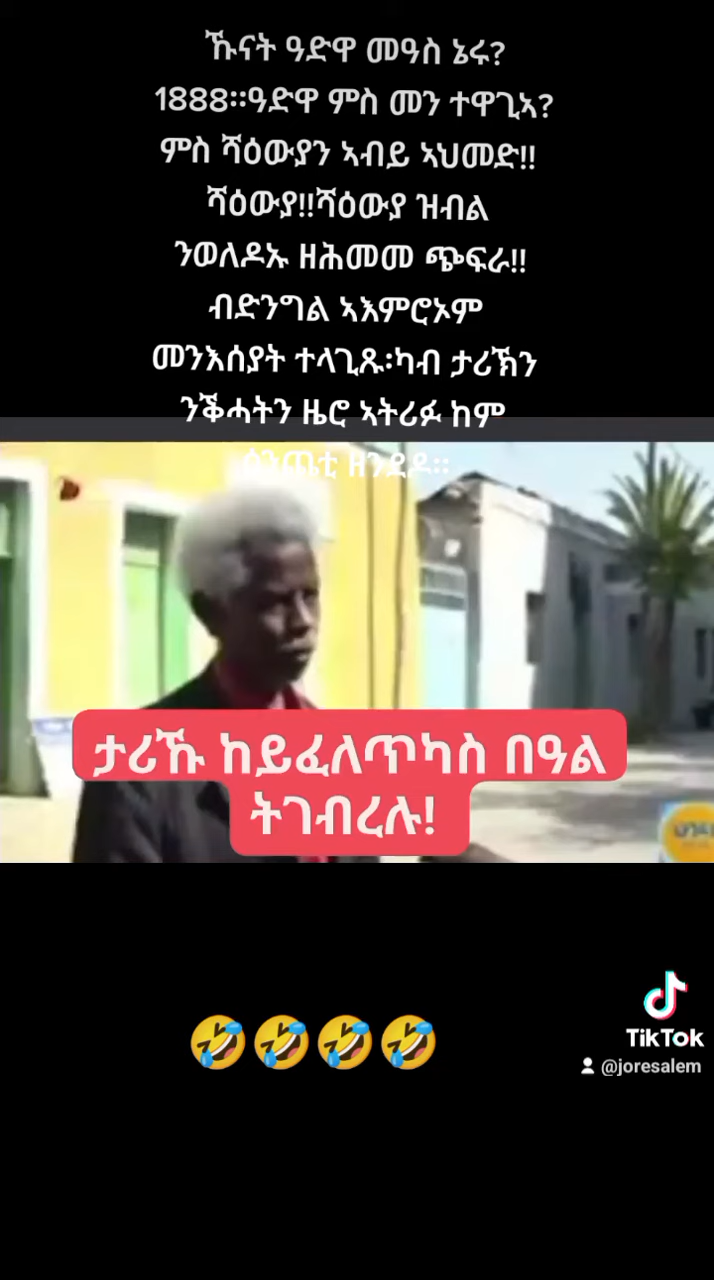 ኹናት ዓድዋ መዓስ ኔሩ?
1888።ዓድዋ ምስ መን ተዋጊኣ?
ምስ ሻዕውያን ኣብይ ኣህመድ!!
ሻዕውያ!!ሻዕውያ ዝብል
ንወለዶኡ ዘሕመመ ጭፍራ!!
ብድንግል ኣእምሮኦም
መንእሰያት ተላጊጹ፡ካብ ታሪኽን
ንቕሓትን ዜሮ ኣትሪፉ ከም
ዘንደዶ።
ታሪኹ ከይፈለጥካስ በዓል
ትገብረሉ!
🤣🤣🤣🤣
TikTok
@joresalem